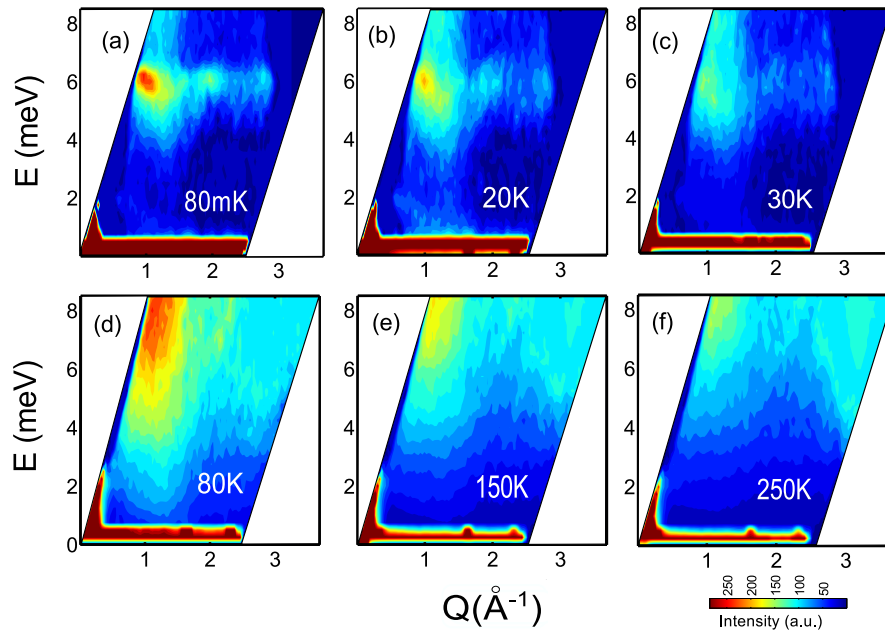 (a) (b) (c)
8 8 8
6 6 6
E (meV)
4 4 4
2 2 2
80mK 20K 30K
1 2 3 1 2 3 1 2 3
(d) (e) (f)
8 8 8
6 6 6
E (meV)
4 4 4
2 2 2
80K 150K 250K
0 0 0
1 2 3 1 2 3 1 2 3
Q(Å⁻¹)
250 200 150 100 50
Intensity (a.u.)